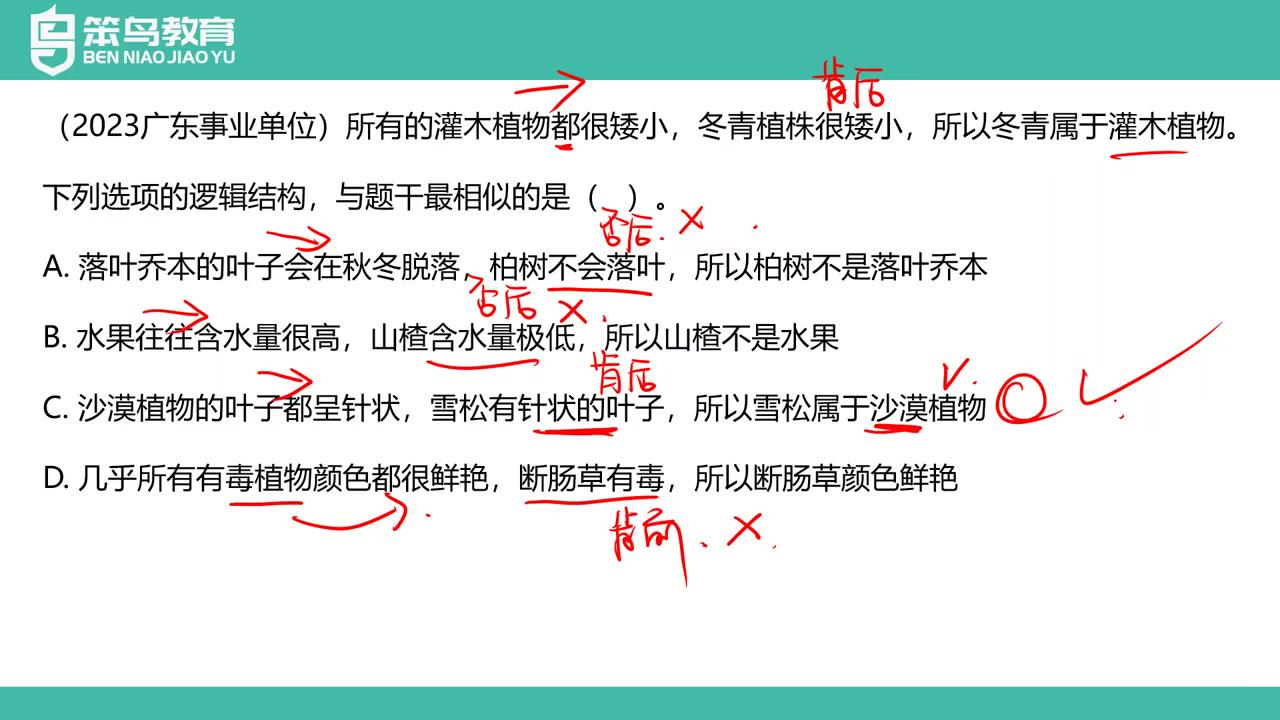 笨鸟教育
BEN NIAO JIAO YU
肯后
（2023广东事业单位）所有的灌木植物都很矮小，冬青植株很矮小，所以冬青属于灌木植物。
下列选项的逻辑结构，与题干最相似的是（ ）。
否后. ×
A. 落叶乔本的叶子会在秋冬脱落，柏树不会落叶，所以柏树不是落叶乔本
否后 ×.
B. 水果往往含水量很高，山楂含水量极低，所以山楂不是水果
肯后
C. 沙漠植物的叶子都呈针状，雪松有针状的叶子，所以雪松属于沙漠植物
D. 几乎所有有毒植物颜色都很鲜艳，断肠草有毒，所以断肠草颜色鲜艳
肯前. ×